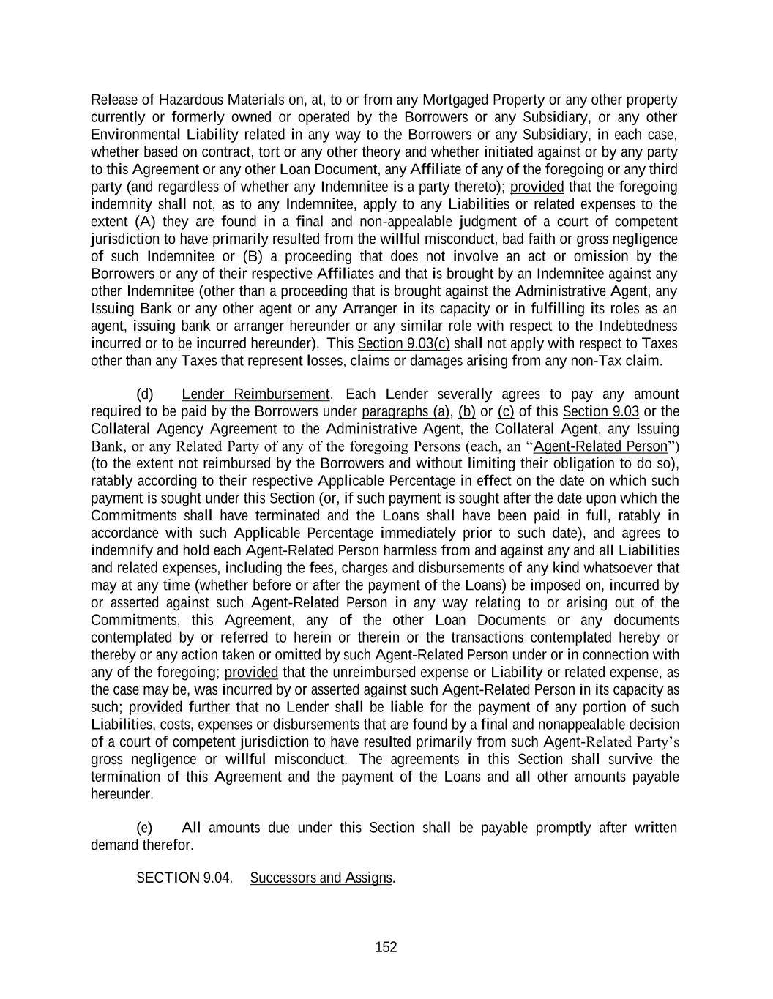 Release of Hazardous Materials on, at, to or from any Mortgaged Property or any other property
currently or formerly owned or operated by the Borrowers or any Subsidiary, or any other
Environmental Liability related in any way to the Borrowers or any Subsidiary, in each case,
whether based on contract, tort or any other theory and whether initiated against or by any party
to this Agreement or any other Loan Document, any Affiliate of any of the foregoing or any third
party (and regardless of whether any Indemnitee is a party thereto); provided that the foregoing
indemnity shall not, as to any Indemnitee, apply to any Liabilities or related expenses to the
extent (A) they are found in a final and non-appealable judgment of a court of competent
jurisdiction to have primarily resulted from the willful misconduct, bad faith or gross negligence
of such Indemnitee or (B) a proceeding that does not involve an act or omission by the
Borrowers or any of their respective Affiliates and that is brought by an Indemnitee against any
other Indemnitee (other than a proceeding that is brought against the Administrative Agent, any
Issuing Bank or any other agent or any Arranger in its capacity or in fulfilling its roles as an
agent, issuing bank or arranger hereunder or any similar role with respect to the Indebtedness
incurred or to be incurred hereunder). This Section 9.03(c) shall not apply with respect to Taxes
other than any Taxes that represent losses, claims or damages arising from any non-Tax claim.
(d) Lender Reimbursement. Each Lender severally agrees to pay any amount
required to be paid by the Borrowers under paragraphs (a), (b) or (c) of this Section 9.03 or the
Collateral Agency Agreement to the Administrative Agent, the Collateral Agent, any Issuing
Bank, or any Related Party of any of the foregoing Persons (each, an “Agent-Related Person”)
(to the extent not reimbursed by the Borrowers and without limiting their obligation to do so),
ratably according to their respective Applicable Percentage in effect on the date on which such
payment is sought under this Section (or, if such payment is sought after the date upon which the
Commitments shall have terminated and the Loans shall have been paid in full, ratably in
accordance with such Applicable Percentage immediately prior to such date), and agrees to
indemnify and hold each Agent-Related Person harmless from and against any and all Liabilities
and related expenses, including the fees, charges and disbursements of any kind whatsoever that
may at any time (whether before or after the payment of the Loans) be imposed on, incurred by
or asserted against such Agent-Related Person in any way relating to or arising out of the
Commitments, this Agreement, any of the other Loan Documents or any documents
contemplated by or referred to herein or therein or the transactions contemplated hereby or
thereby or any action taken or omitted by such Agent-Related Person under or in connection with
any of the foregoing; provided that the unreimbursed expense or Liability or related expense, as
the case may be, was incurred by or asserted against such Agent-Related Person in its capacity as
such; provided further that no Lender shall be liable for the payment of any portion of such
Liabilities, costs, expenses or disbursements that are found by a final and nonappealable decision
of a court of competent jurisdiction to have resulted primarily from such Agent-Related Party’s
gross negligence or willful misconduct. The agreements in this Section shall survive the
termination of this Agreement and the payment of the Loans and all other amounts payable
hereunder.
(e) All amounts due under this Section shall be payable promptly after written
demand therefor.
SECTION 9.04. Successors and Assigns.
152